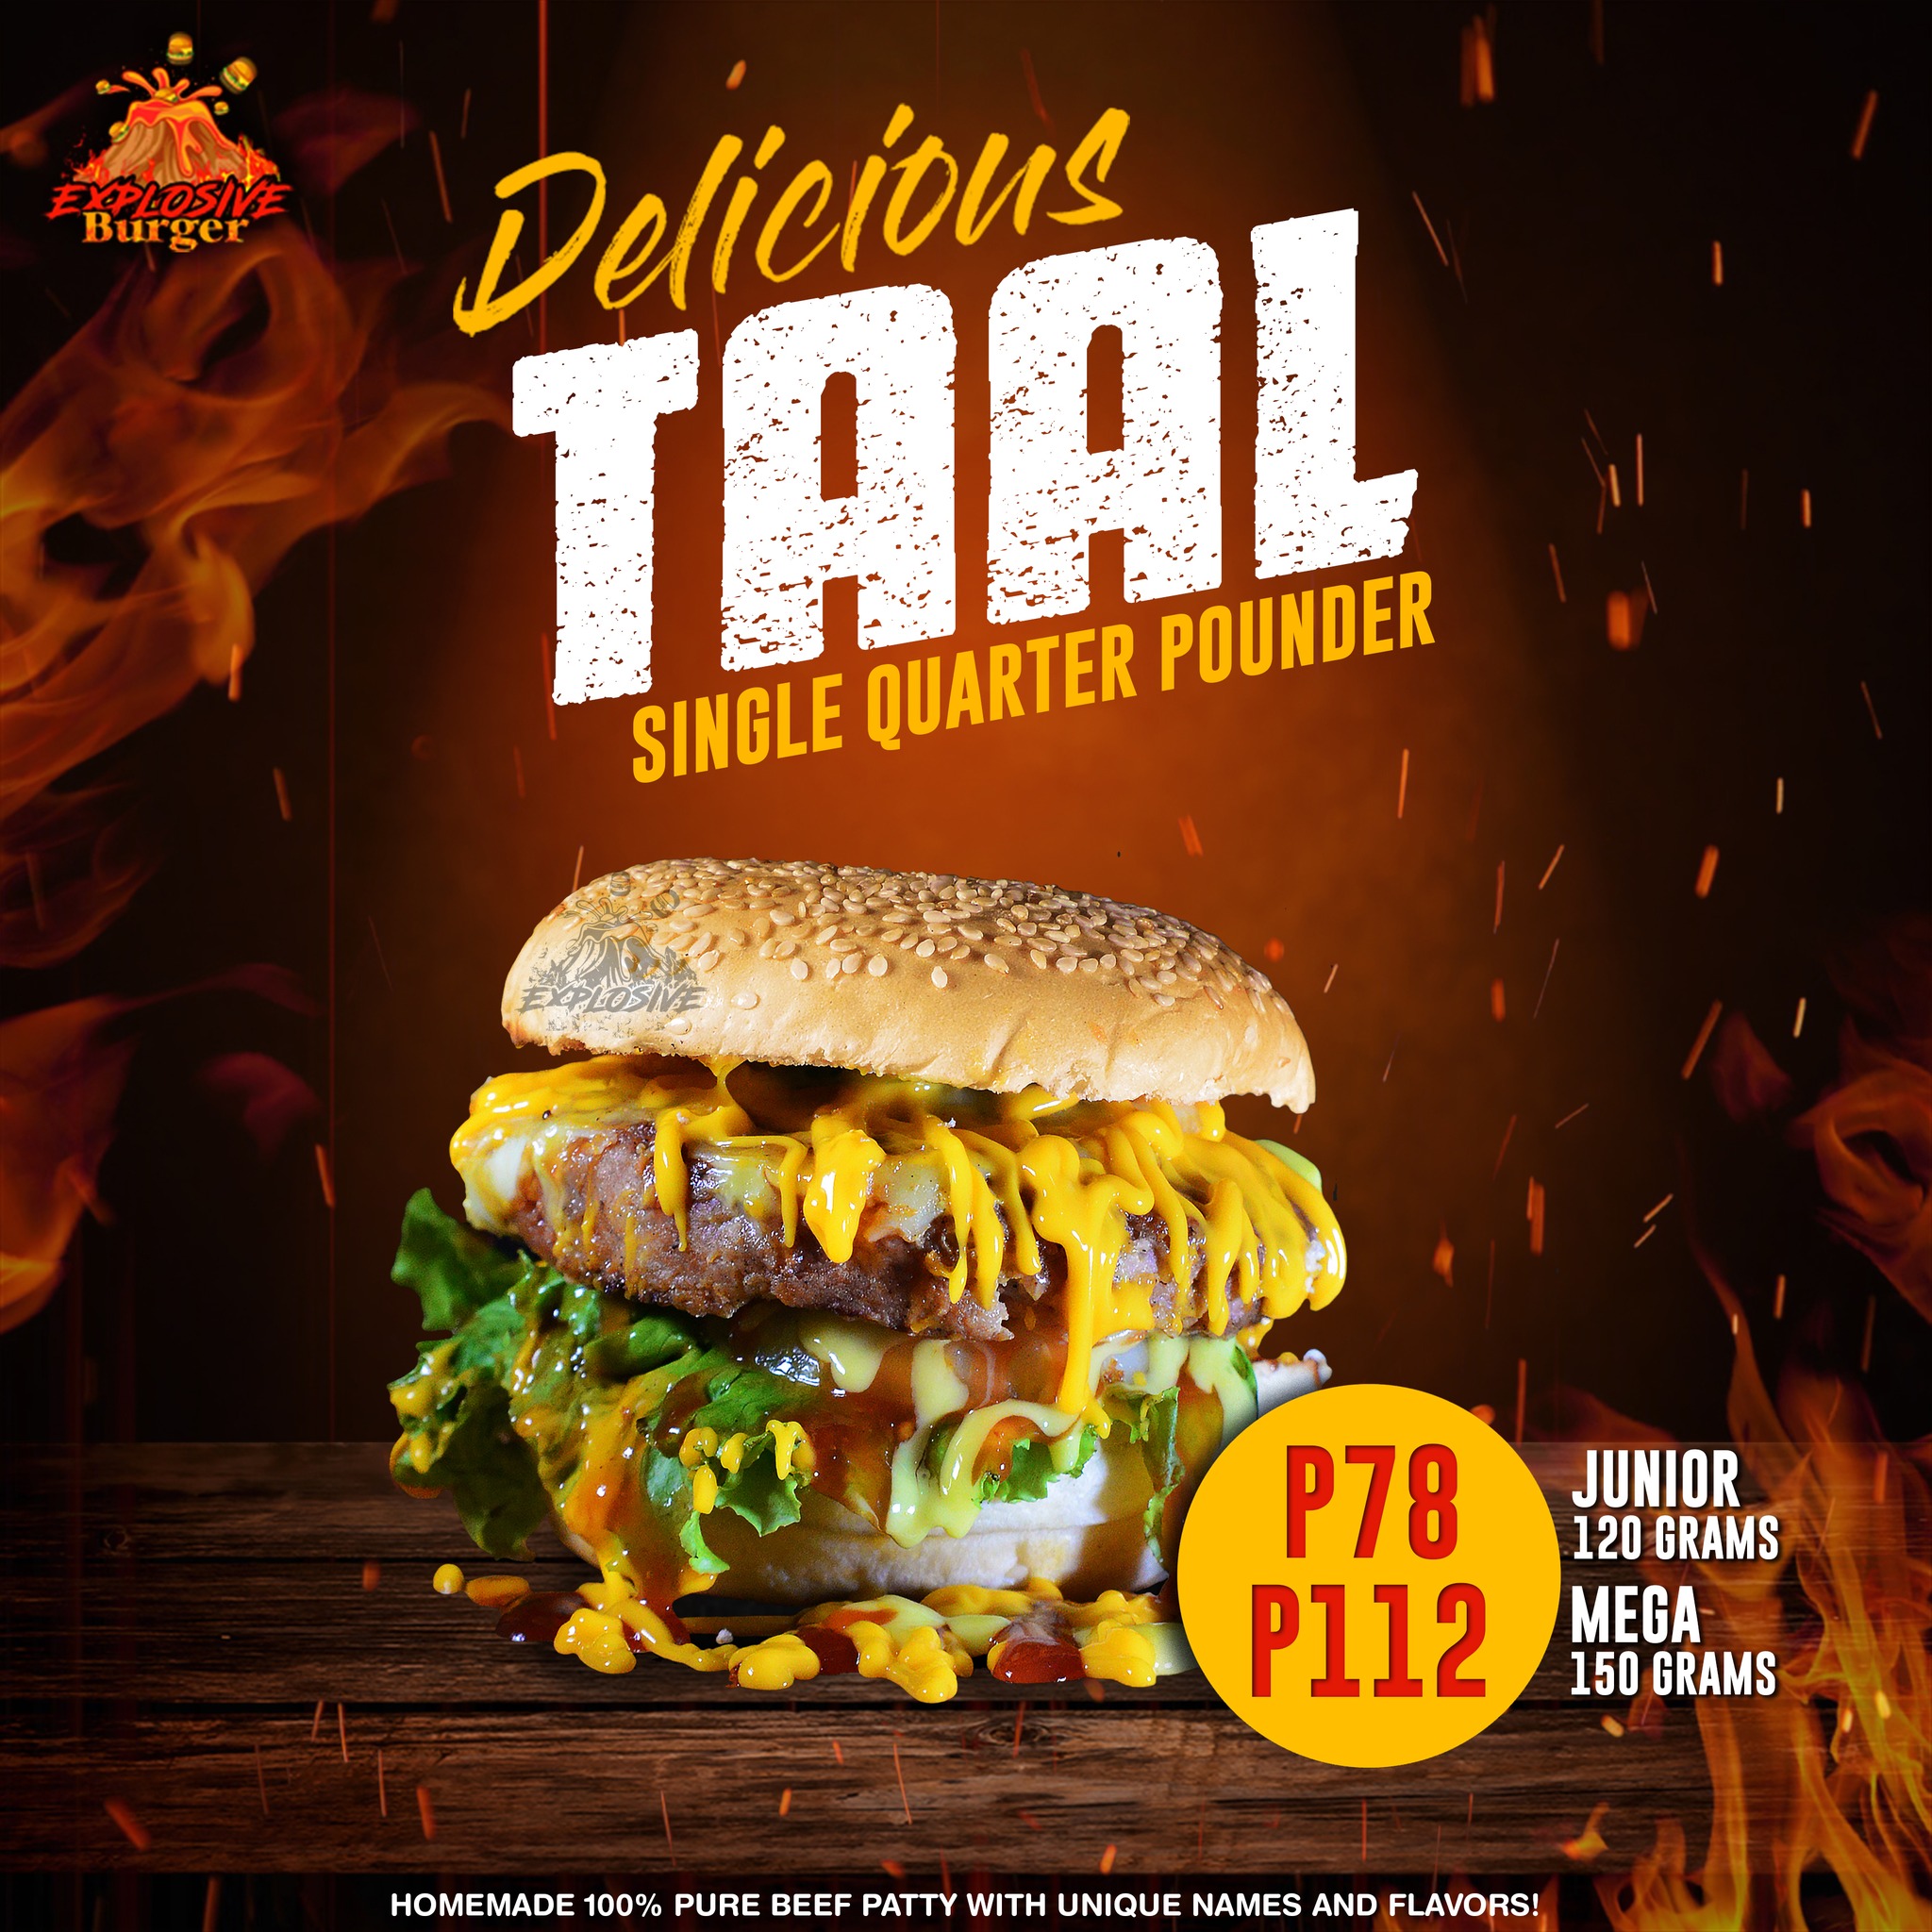 EXPLOSIVE
Burger
Delicious
TAAL
SINGLE QUARTER POUNDER
EXPLOSIVE
P78
JUNIOR
120 GRAMS
P112
MEGA
150 GRAMS
HOMEMADE 100% PURE BEEF PATTY WITH UNIQUE NAMES AND FLAVORS!